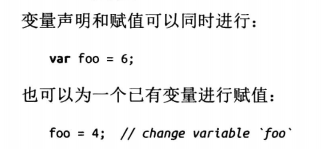 变量声明和赋值可以同时进行：
var foo = 6;
也可以为一个已有变量进行赋值：
foo = 4;  // change variable `foo`